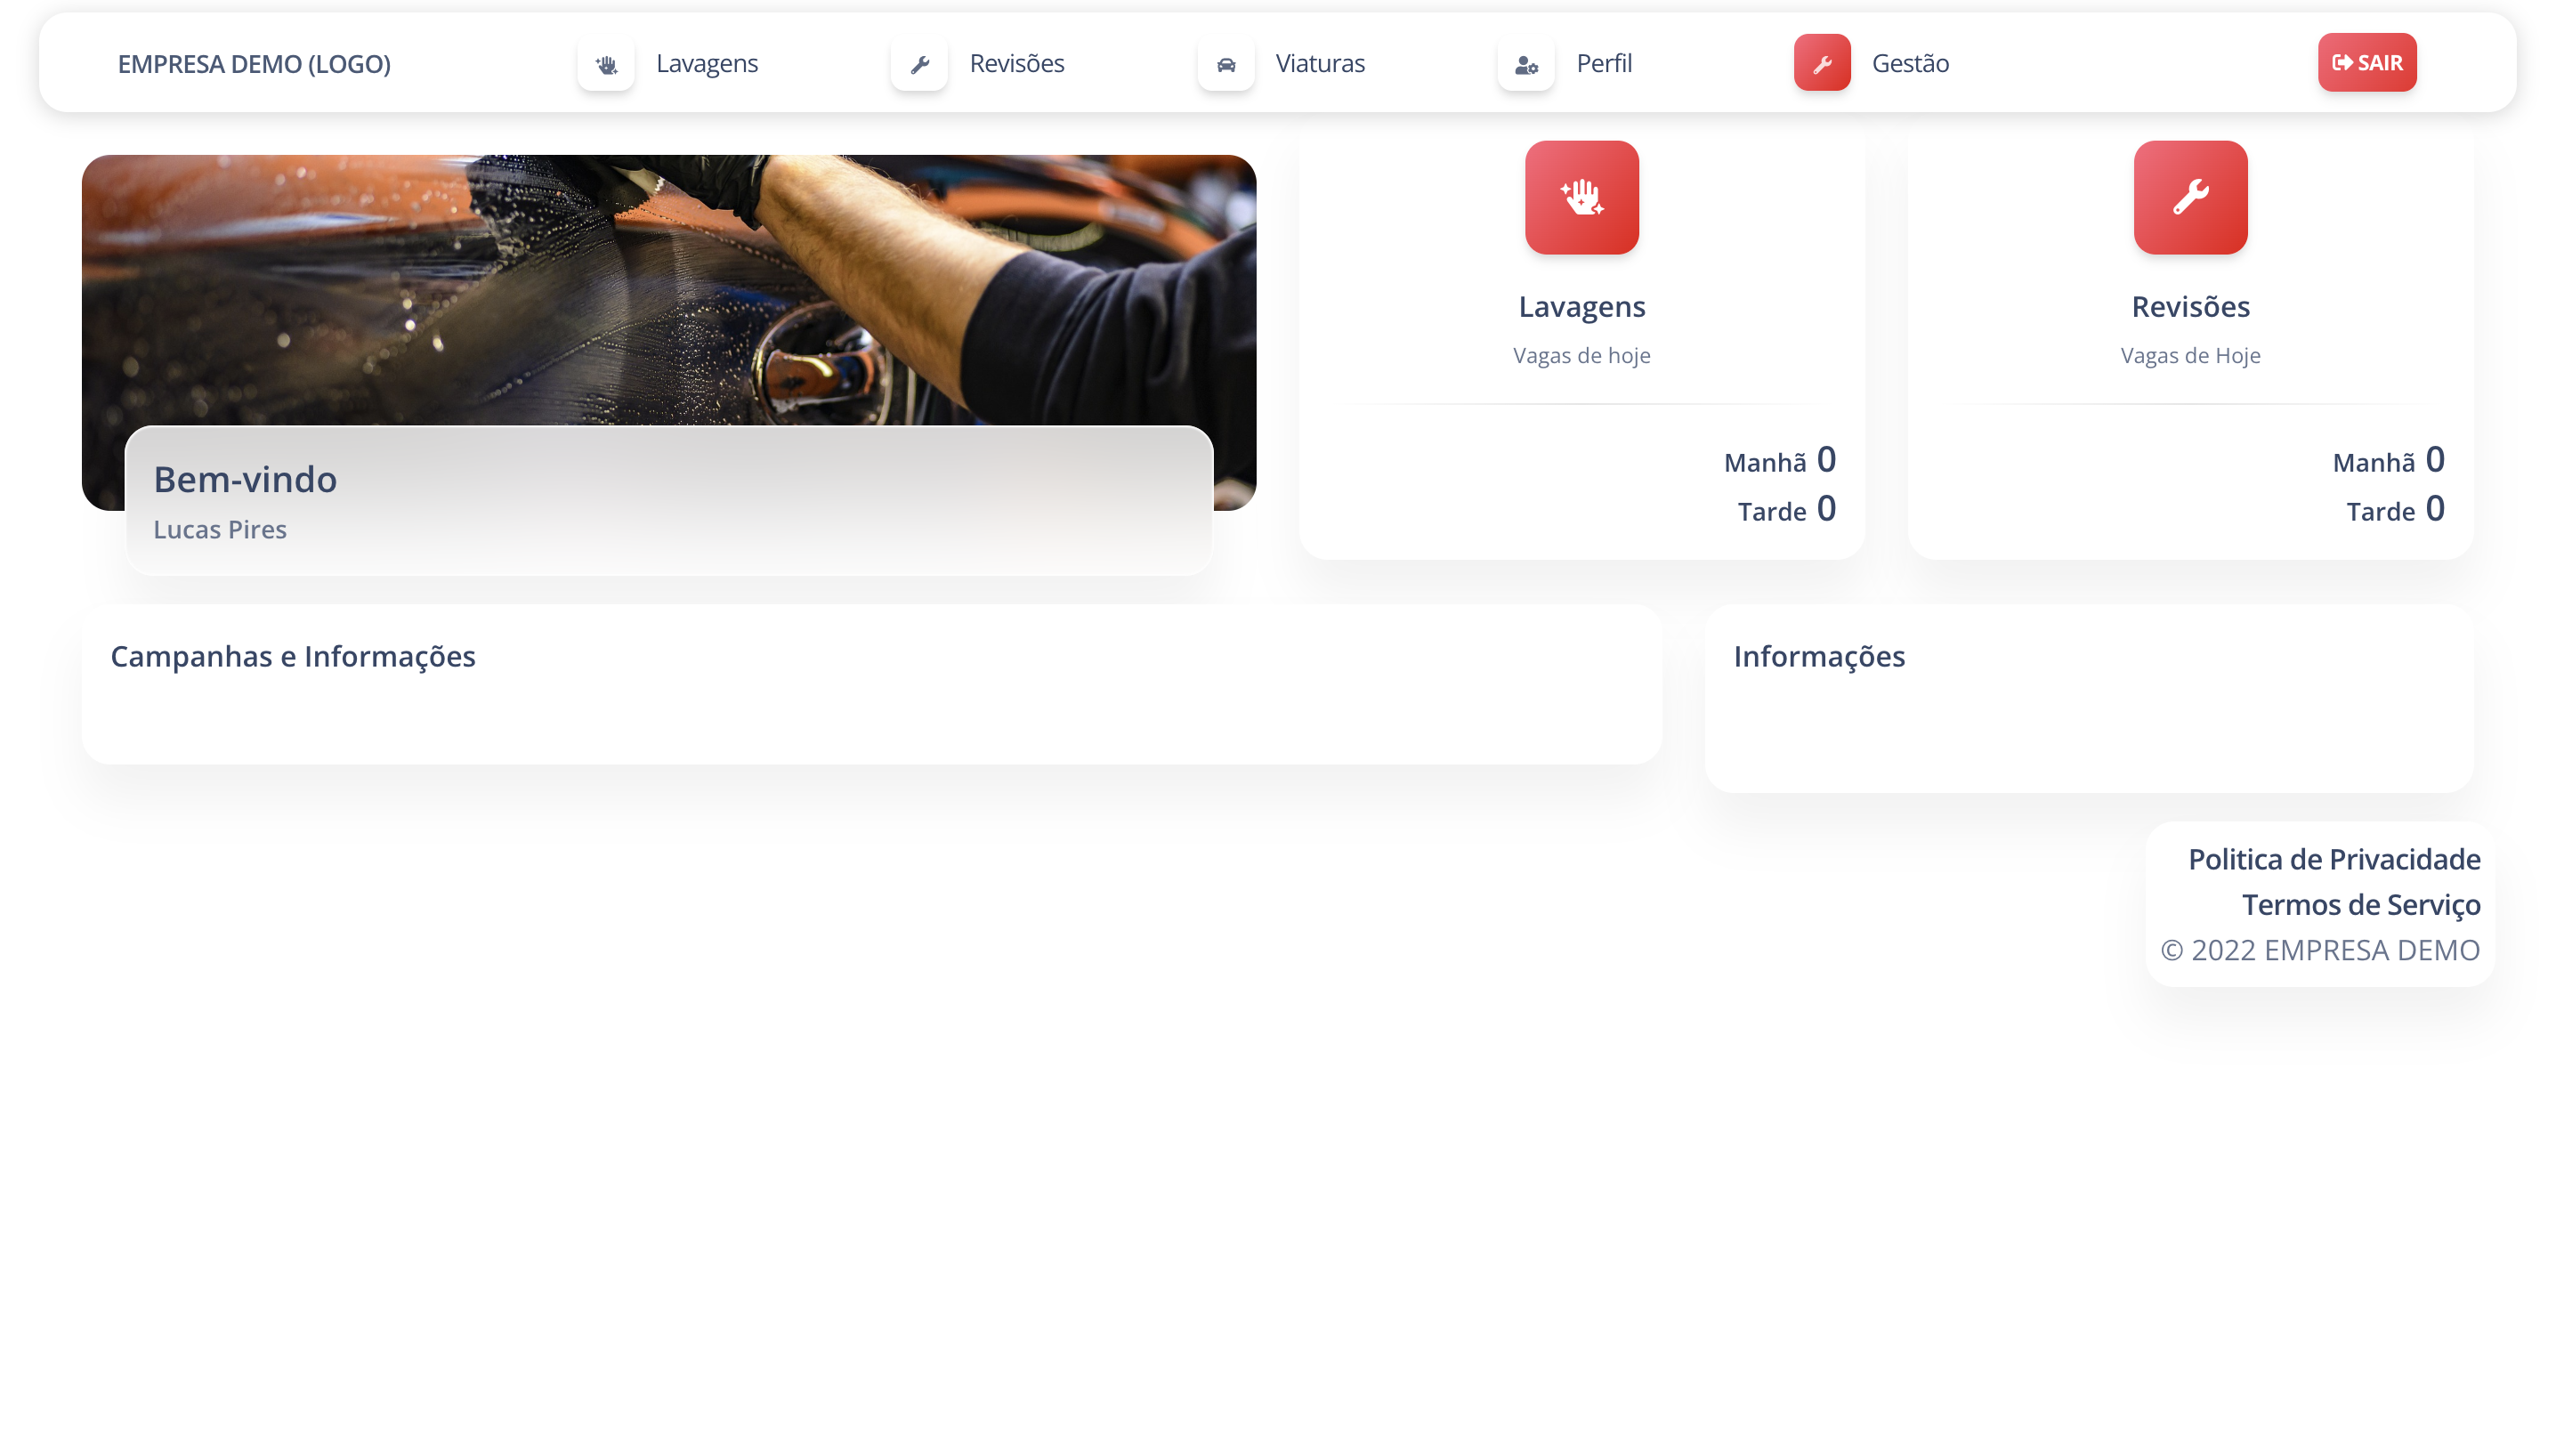 EMPRESA DEMO (LOGO)
Lavagens
Revisões
Viaturas
Perfil
Gestão
SAIR
Bem-vindo
Lucas Pires
Lavagens
Vagas de hoje
Manhã 0
Tarde 0
Revisões
Vagas de Hoje
Manhã 0
Tarde 0
Campanhas e Informações
Informações
Politica de Privacidade
Termos de Serviço
© 2022 EMPRESA DEMO